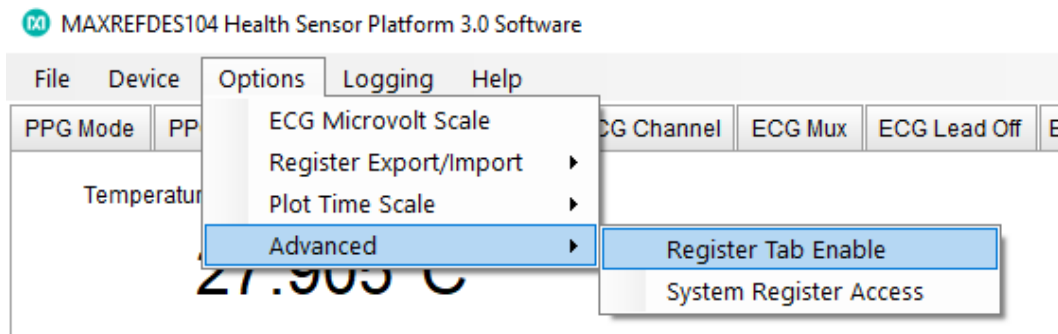 MAXREFDES104 Health Sensor Platform 3.0 Software
File Device Options Logging Help
PPG Mode PP CG Channel ECG Mux ECG Lead Off E
ECG Microvolt Scale
Register Export/Import
Plot Time Scale
Advanced
Register Tab Enable
System Register Access
Temperatur
27.905 C